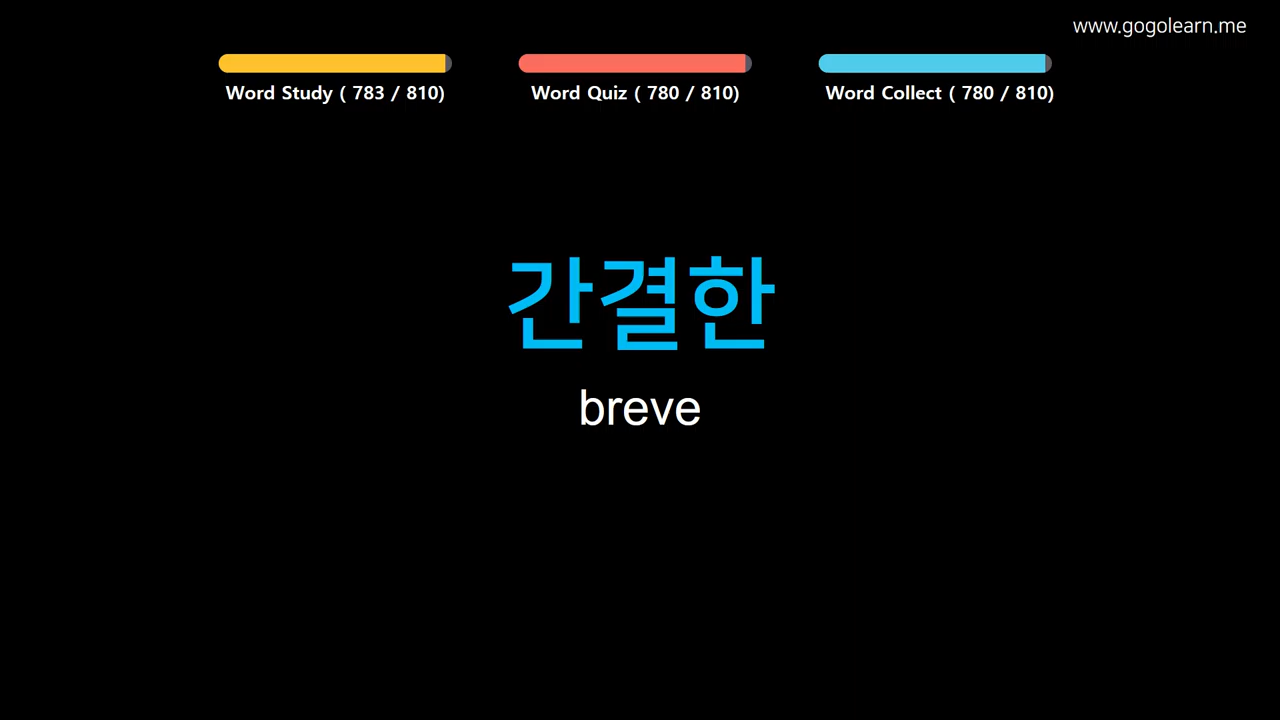 www.gogolearn.me
Word Study ( 783 / 810)
Word Quiz ( 780 / 810)
Word Collect ( 780 / 810)
간결한
breve